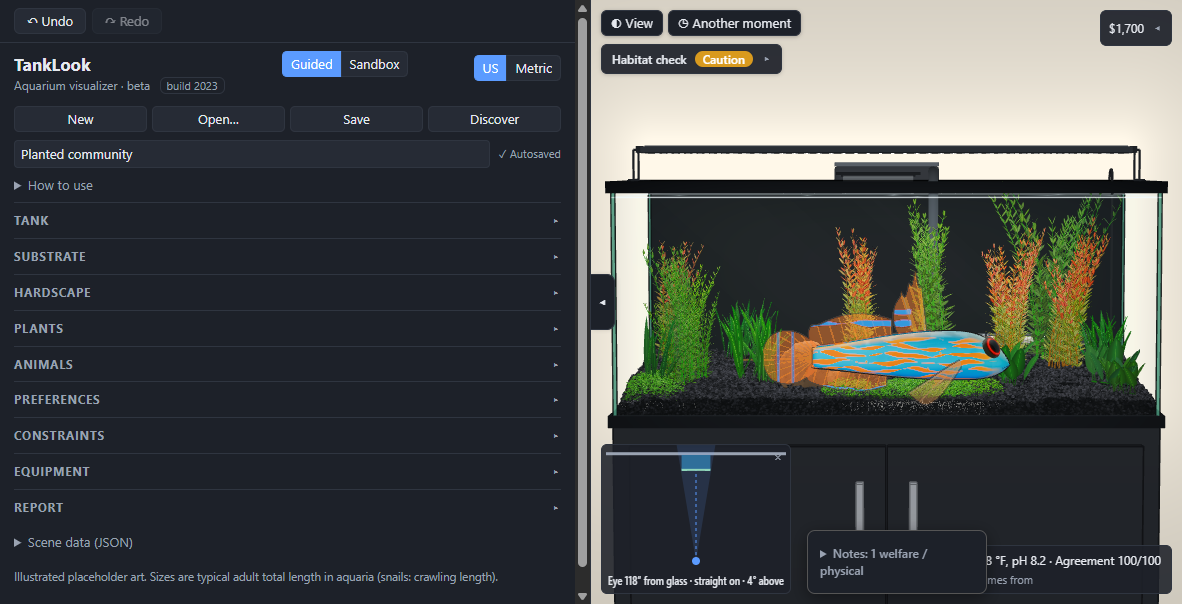 ↶ Undo
↷ Redo
TankLook
Aquarium visualizer · beta
build 2023
Guided
Sandbox
US
Metric
New
Open...
Save
Discover
Planted community
✓ Autosaved
▶ How to use
TANK
SUBSTRATE
HARDSCAPE
PLANTS
ANIMALS
PREFERENCES
CONSTRAINTS
EQUIPMENT
REPORT
▶ Scene data (JSON)
Illustrated placeholder art. Sizes are typical adult total length in aquaria (snails: crawling length).
◐ View
◷ Another moment
$1,700
Habitat check
Caution
Eye 118" from glass · straight on · 4° above
▶ Notes: 1 welfare /
physical
8 °F, pH 8.2 · Agreement 100/100
mes from